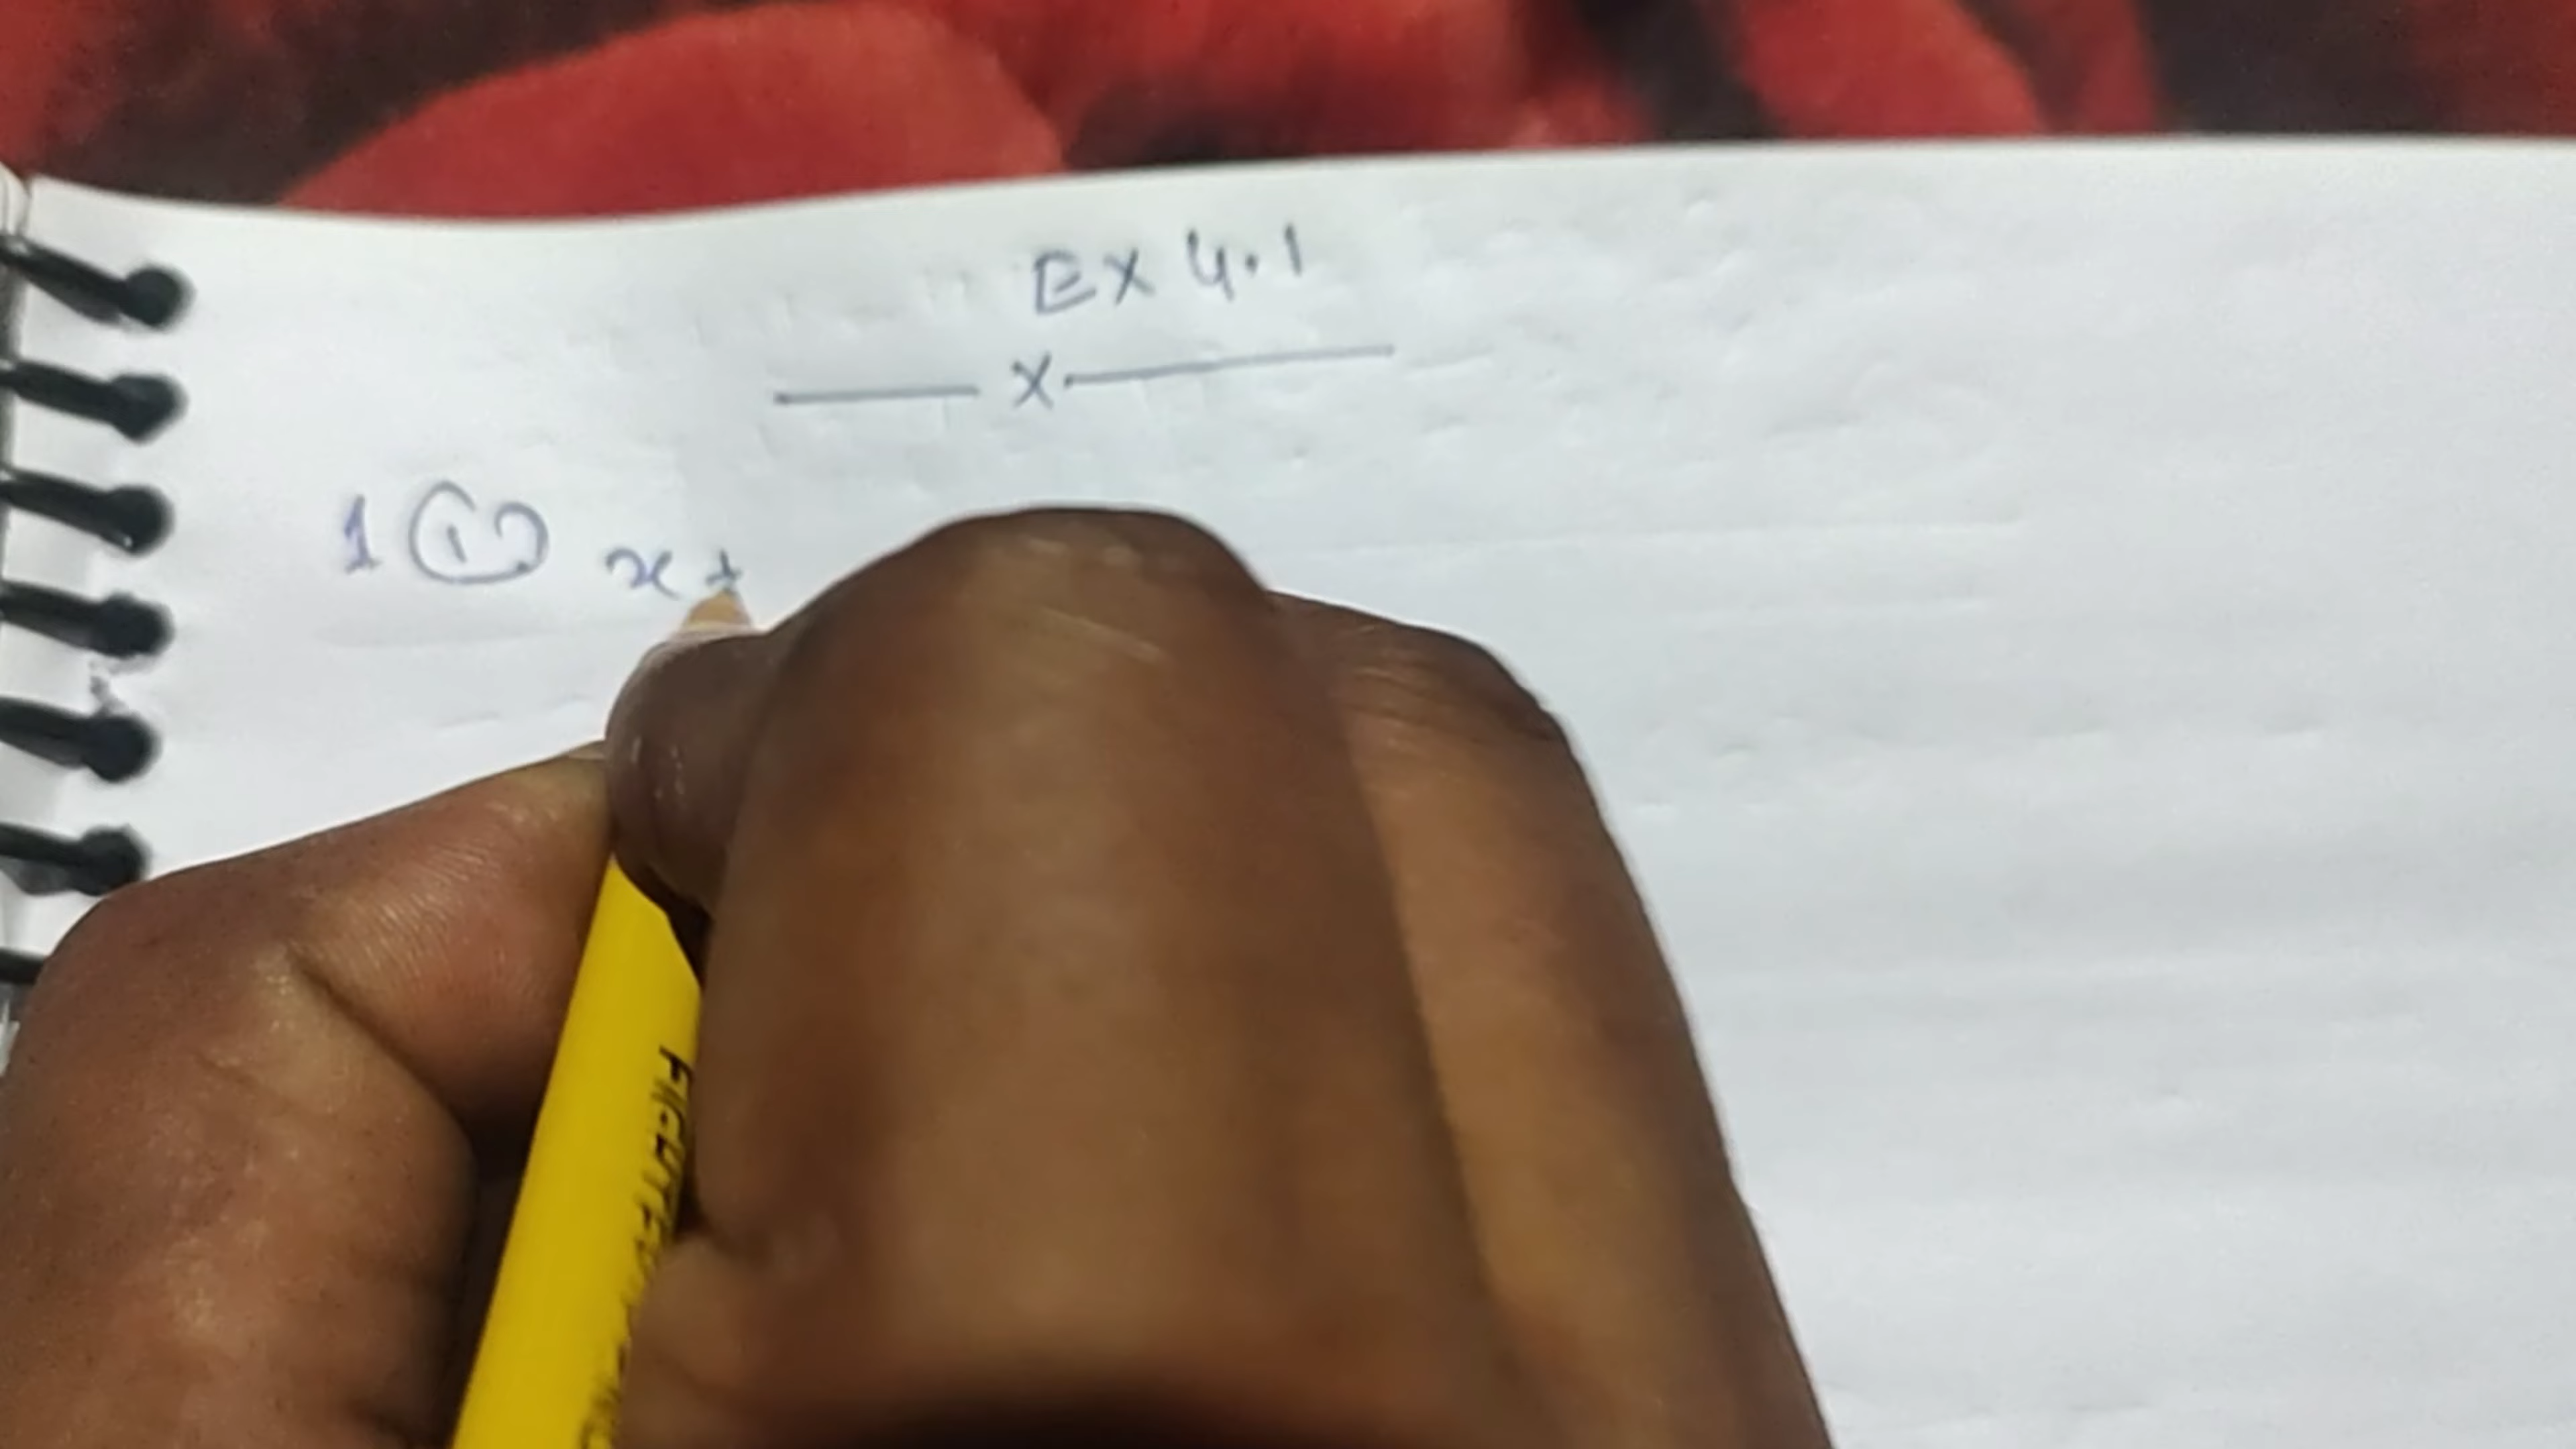 Ex 4.1
x
1 (i) x +